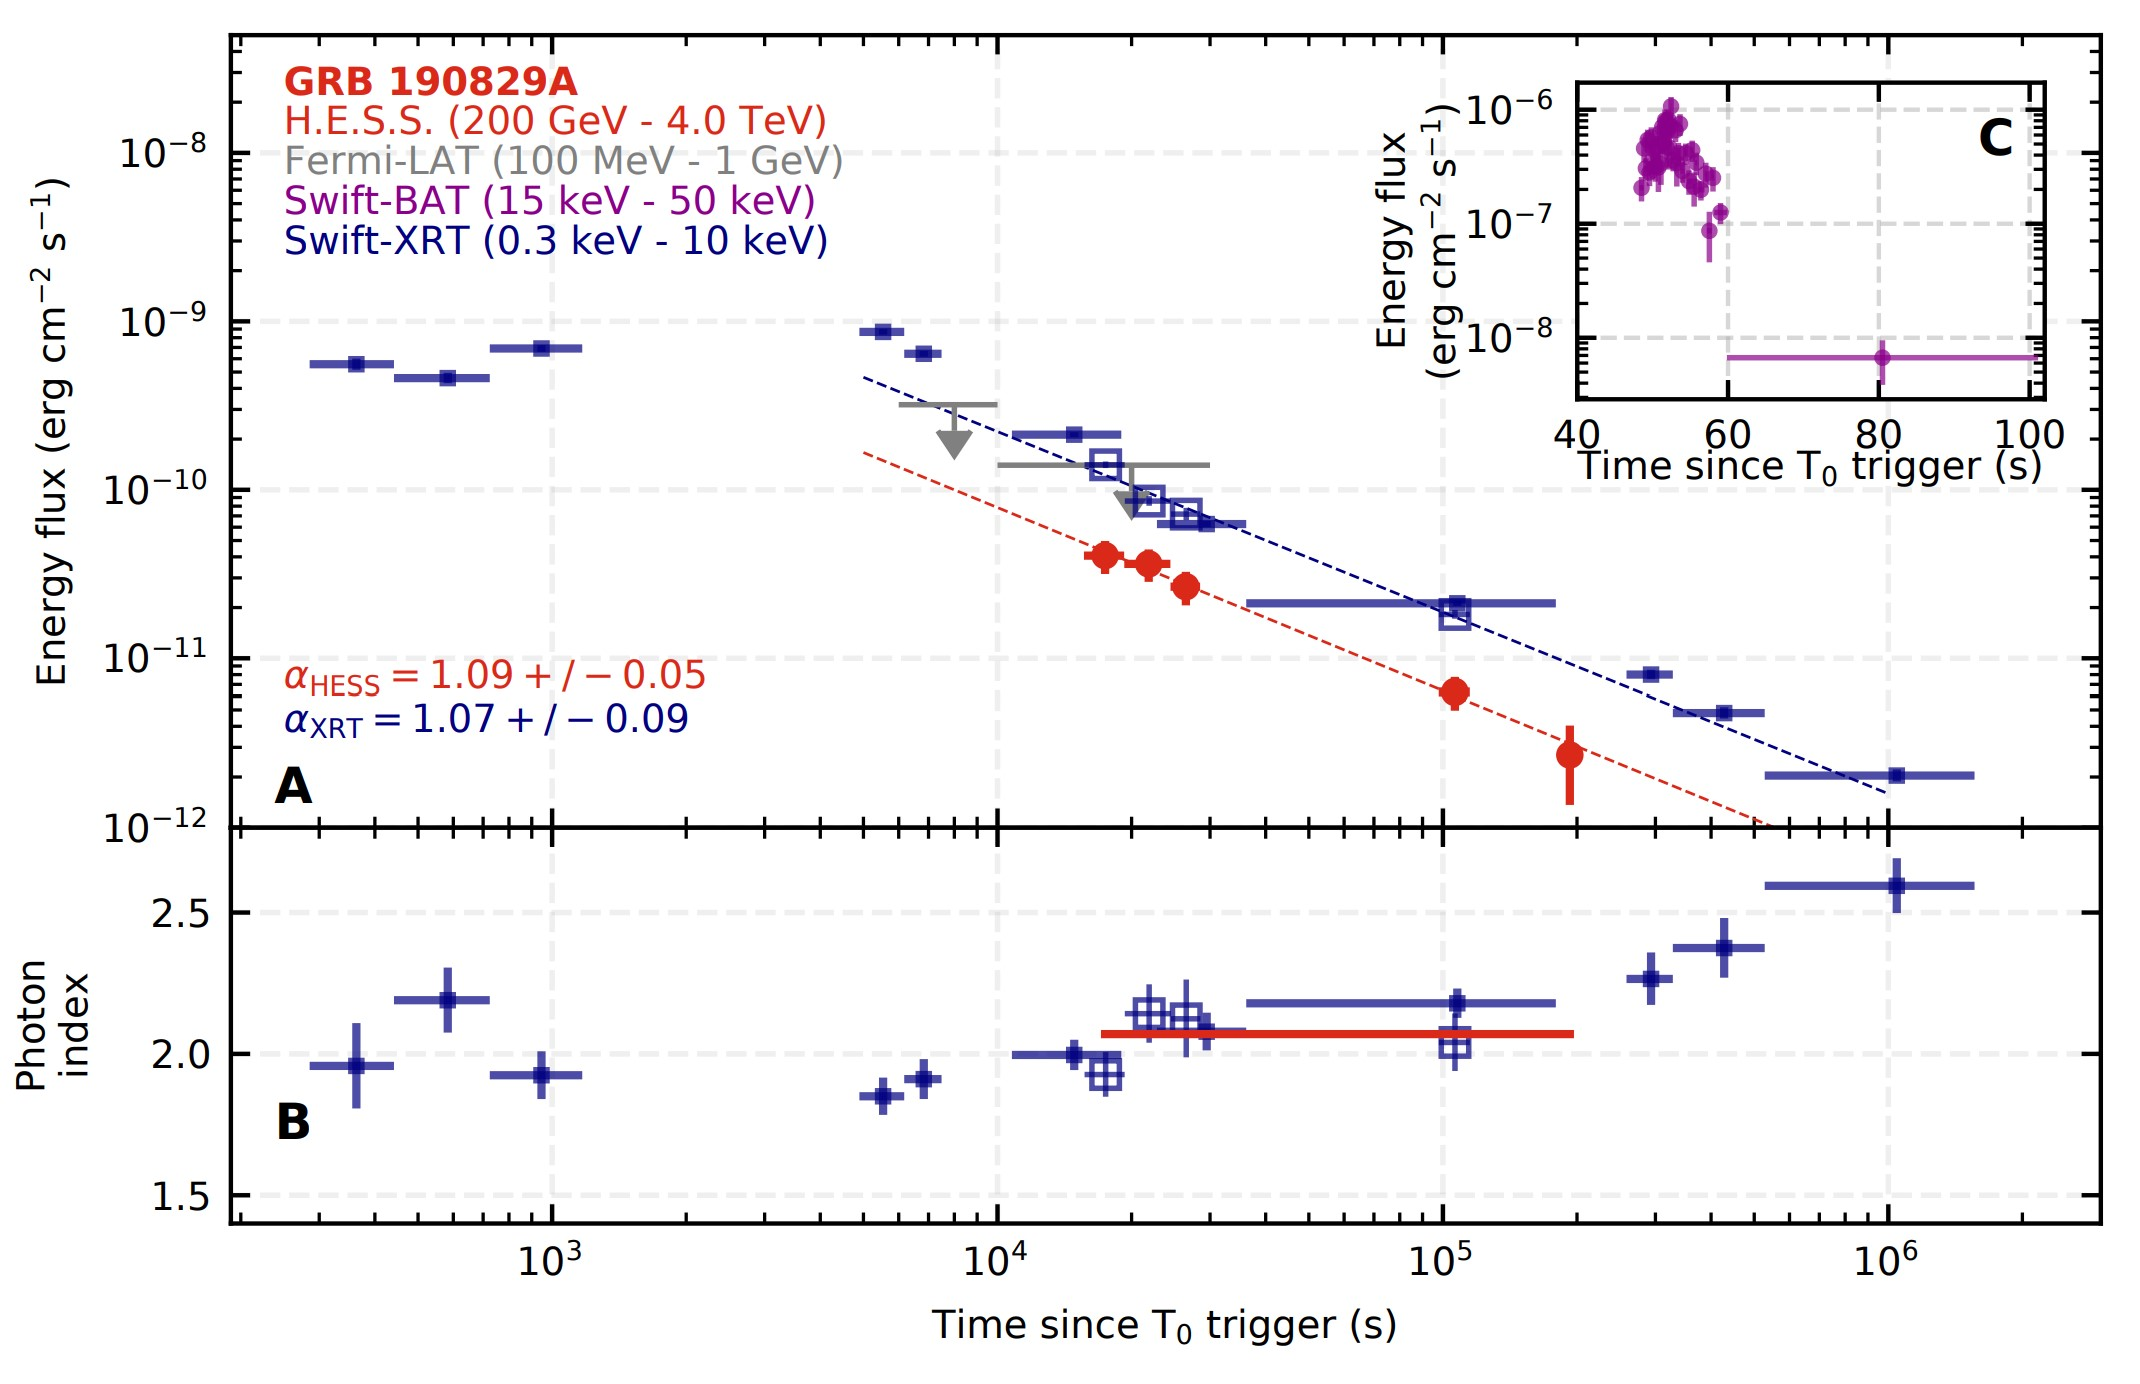 GRB 190829A
H.E.S.S. (200 GeV - 4.0 TeV)
Fermi-LAT (100 MeV - 1 GeV)
Swift-BAT (15 keV - 50 keV)
Swift-XRT (0.3 keV - 10 keV)
Energy flux (erg cm⁻² s⁻¹)
10⁻⁸
10⁻⁹
10⁻¹⁰
10⁻¹¹
10⁻¹²
α_HESS = 1.09 + / − 0.05
α_XRT = 1.07 + / − 0.09
A
Energy flux
(erg cm⁻² s⁻¹)
10⁻⁶
10⁻⁷
10⁻⁸
C
40 60 80 100
Time since T₀ trigger (s)
Photon
index
2.5
2.0
1.5
B
10³ 10⁴ 10⁵ 10⁶
Time since T₀ trigger (s)